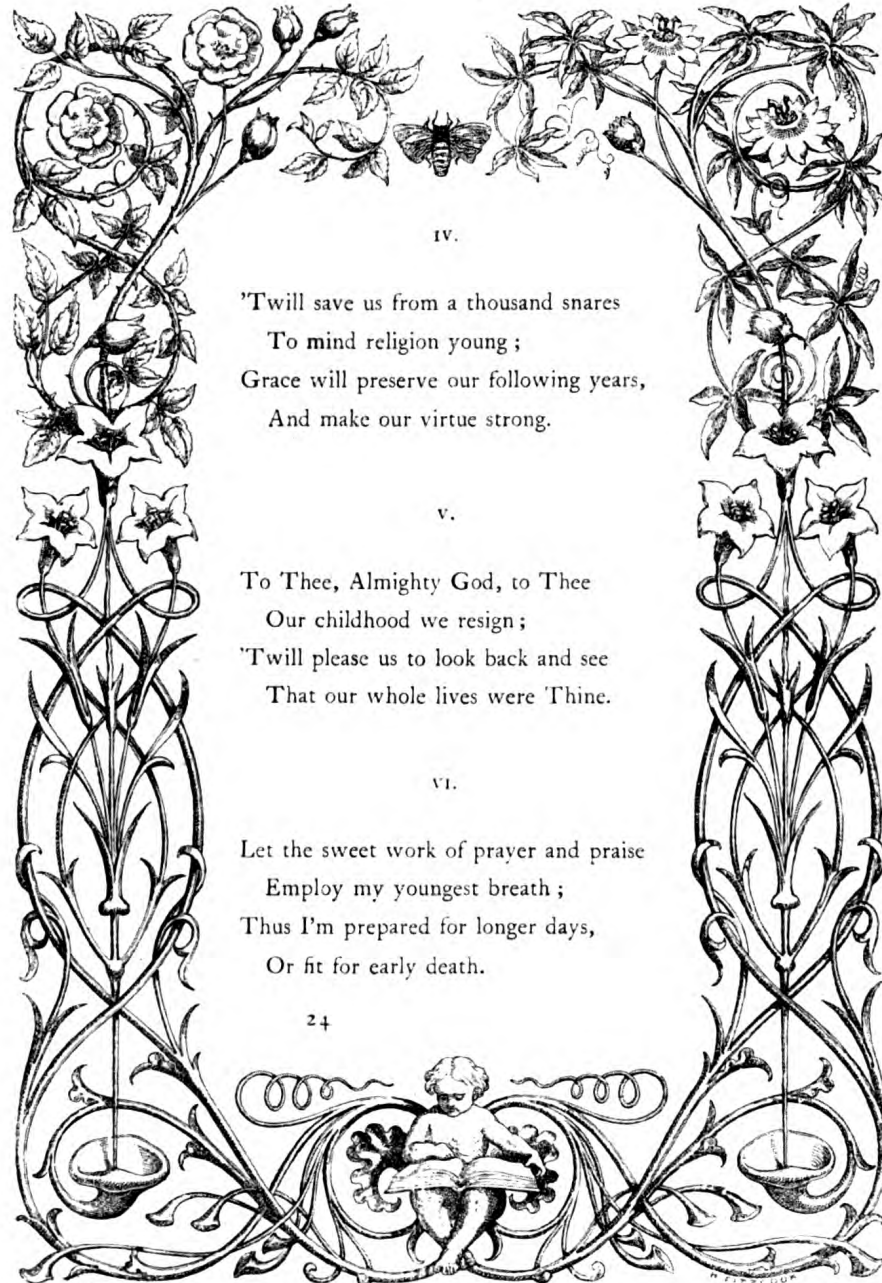 IV.
'Twill save us from a thousand snares
To mind religion young ;
Grace will preserve our following years,
And make our virtue strong.
V.
To Thee, Almighty God, to Thee
Our childhood we resign ;
'Twill please us to look back and see
That our whole lives were Thine.
VI.
Let the sweet work of prayer and praise
Employ my youngest breath ;
Thus I'm prepared for longer days,
Or fit for early death.
24